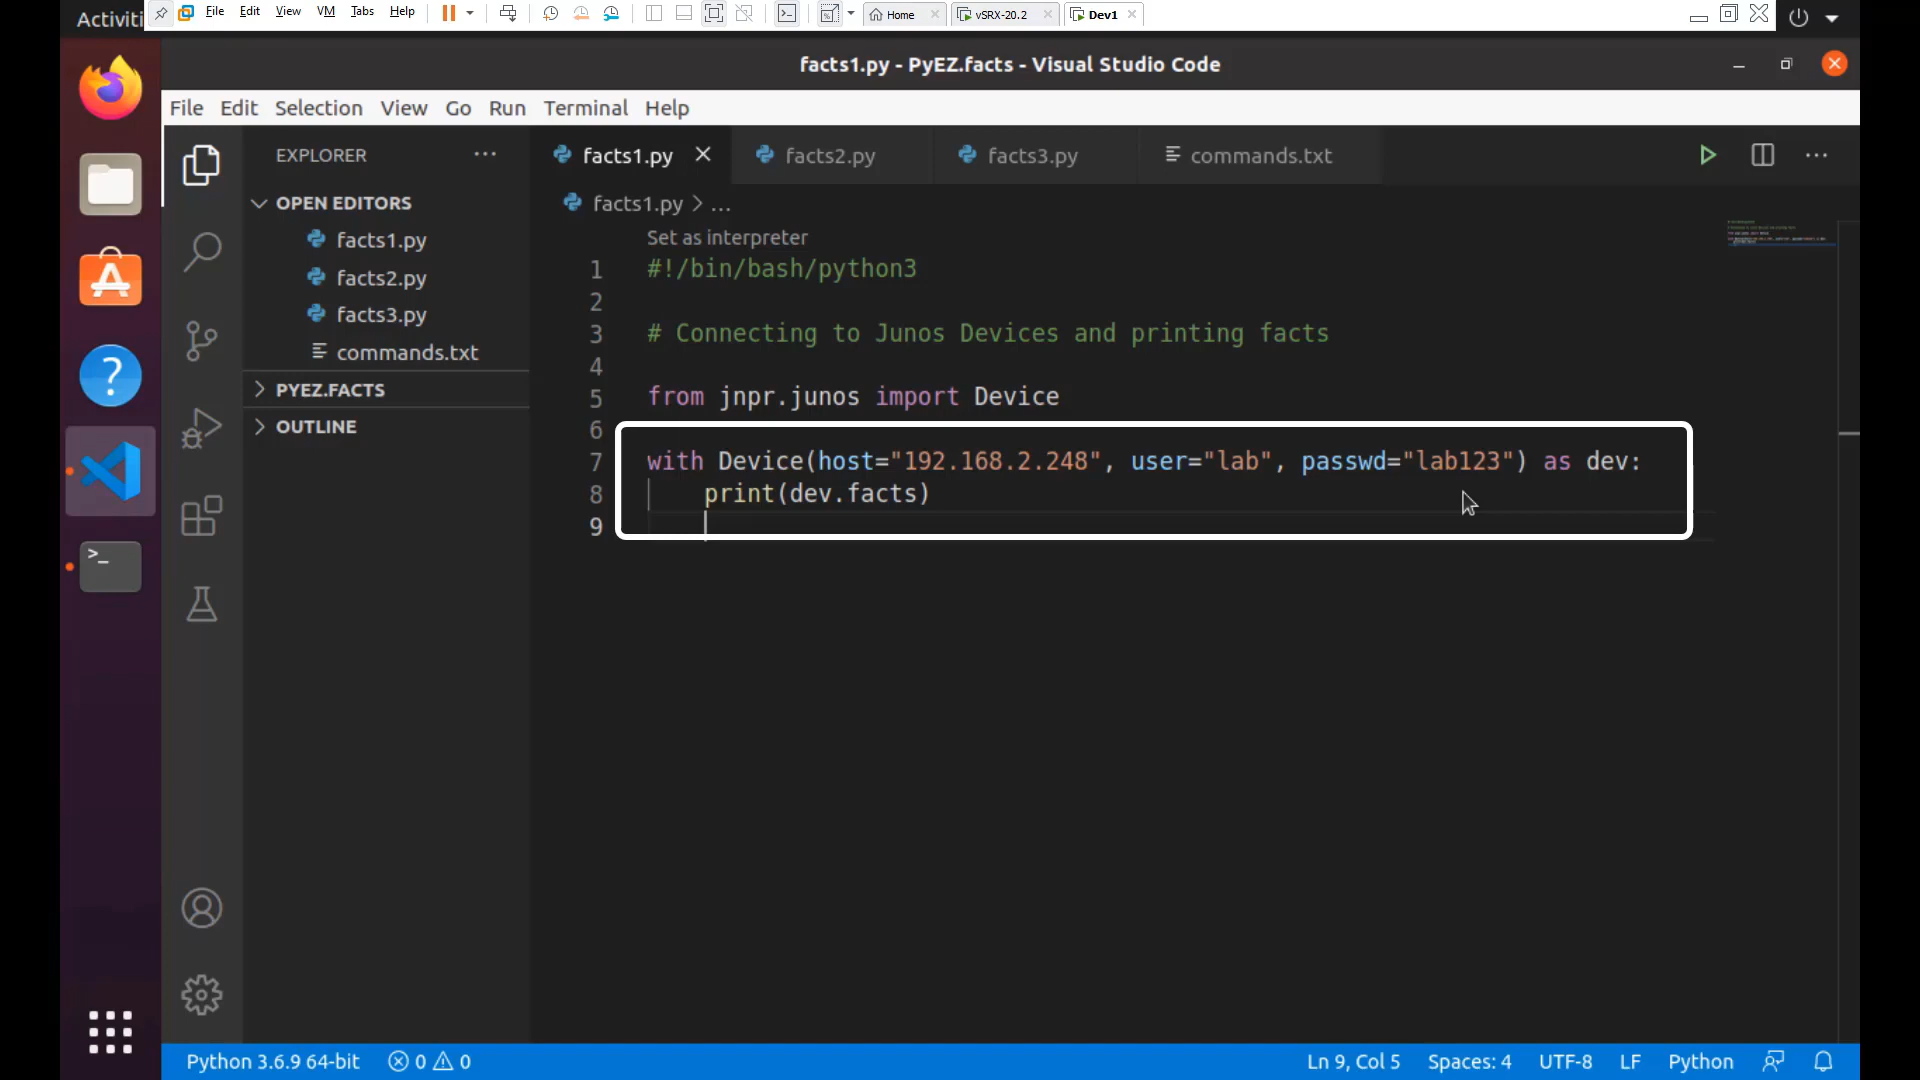 Activiti
File Edit View VM Tabs Help
Home
vSRX-20.2
Dev1
facts1.py - PyEZ.facts - Visual Studio Code
File Edit Selection View Go Run Terminal Help
EXPLORER
OPEN EDITORS
facts1.py
facts2.py
facts3.py
commands.txt
PYEZ.FACTS
OUTLINE
facts1.py facts2.py facts3.py commands.txt
facts1.py > ...
Set as interpreter
1 #!/bin/bash/python3
2
3 # Connecting to Junos Devices and printing facts
4
5 from jnpr.junos import Device
6
7 with Device(host="192.168.2.248", user="lab", passwd="lab123") as dev:
8 print(dev.facts)
9
Python 3.6.9 64-bit 0 0 Ln 9, Col 5 Spaces: 4 UTF-8 LF Python